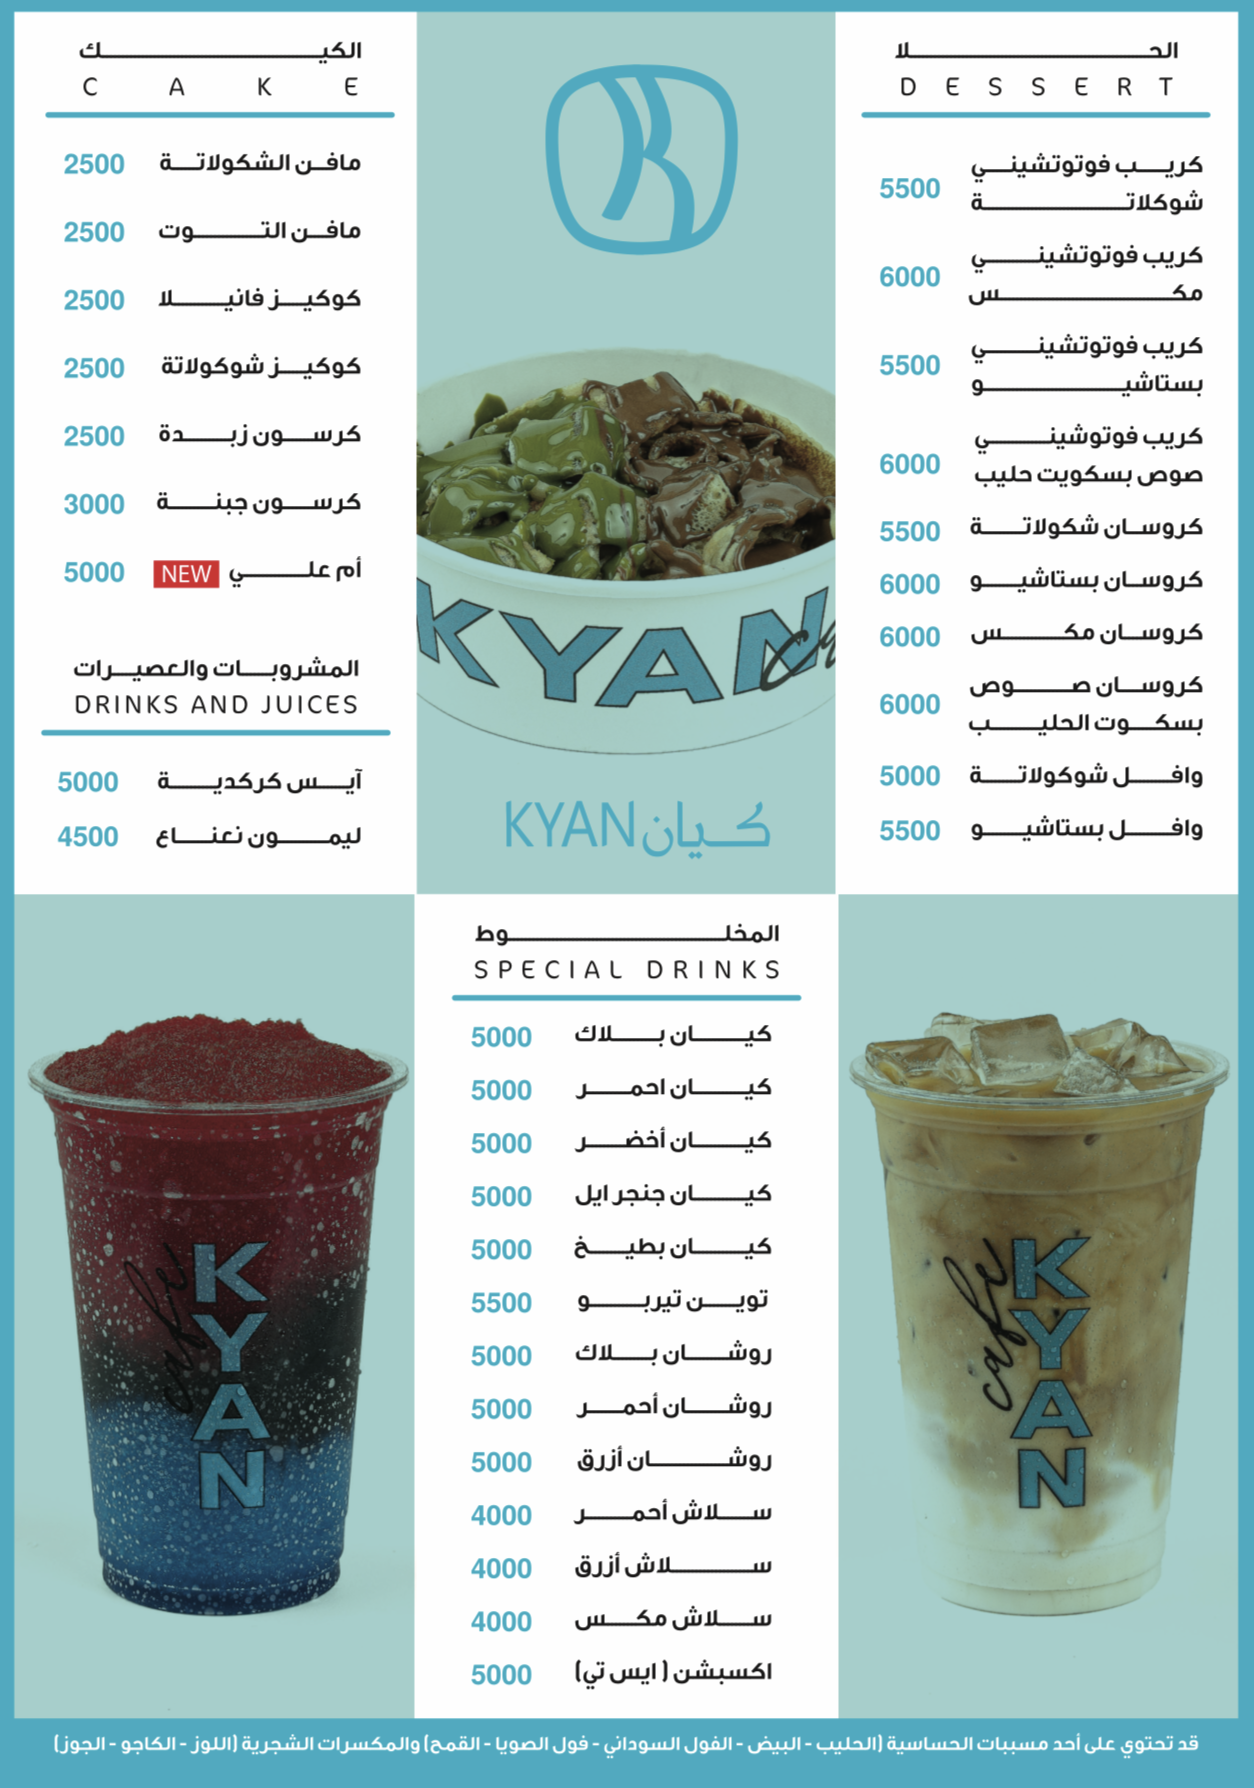 الحلا
DESSERT
كريب فوتوتشيني
شوكلاتة
5500
كريب فوتوتشيني
مكس
6000
كريب فوتوتشيني
بستاشيو
5500
كريب فوتوشيني
صوص بسكويت حليب
6000
كروسان شكولاتة 5500
كروسان بستاشيو 6000
كروسان مكس 6000
كروسان صوص
بسكوت الحليب
6000
وافل شوكولاتة 5000
وافل بستاشيو 5500
KYAN
كيان KYAN
الكيك
CAKE
مافن الشكولاتة 2500
مافن التوت 2500
كوكيز فانيلا 2500
كوكيز شوكولاتة 2500
كرسون زبدة 2500
كرسون جبنة 3000
أم علي NEW 5000
المشروبات والعصيرات
DRINKS AND JUICES
آيس كركدية 5000
ليمون نعناع 4500
المخلوط
SPECIAL DRINKS
كيان بلاك 5000
كيان احمر 5000
كيان أخضر 5000
كيان جنجر ايل 5000
كيان بطيخ 5000
توين تيربو 5500
روشان بلاك 5000
روشان أحمر 5000
روشان أزرق 5000
سلاش أحمر 4000
سلاش أزرق 4000
سلاش مكس 4000
اكسبشن ( ايس تي) 5000
cafe
KYAN
cafe
KYAN
قد تحتوي على أحد مسببات الحساسية (الحليب - البيض - الفول السوداني - فول الصويا - القمح) والمكسرات الشجرية (اللوز - الكاجو - الجوز)